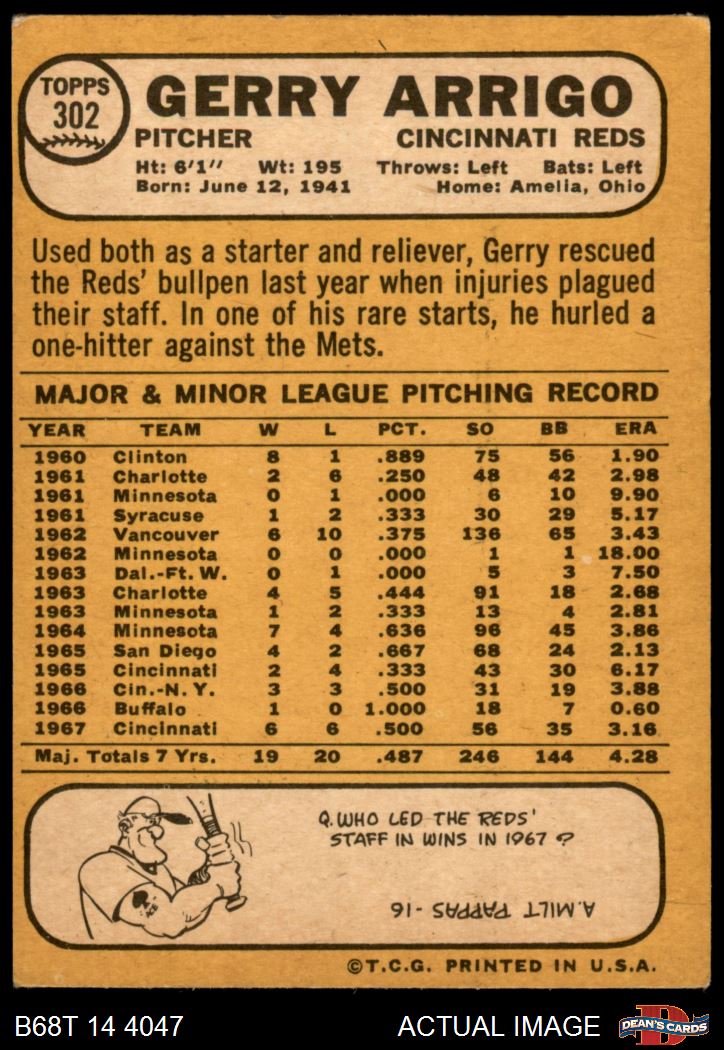 TOPPS
302
GERRY ARRIGO
PITCHER CINCINNATI REDS
Ht: 6'1" Wt: 195 Throws: Left Bats: Left
Born: June 12, 1941 Home: Amelia, Ohio
Used both as a starter and reliever, Gerry rescued
the Reds' bullpen last year when injuries plagued
their staff. In one of his rare starts, he hurled a
one-hitter against the Mets.
MAJOR & MINOR LEAGUE PITCHING RECORD
YEAR TEAM W L PCT. SO BB ERA
1960 Clinton 8 1 .889 75 56 1.90
1961 Charlotte 2 6 .250 48 42 2.98
1961 Minnesota 0 1 .000 6 10 9.90
1961 Syracuse 1 2 .333 30 29 5.17
1962 Vancouver 6 10 .375 136 65 3.43
1962 Minnesota 0 0 .000 1 1 18.00
1963 Dal.-Ft. W. 0 1 .000 5 3 7.50
1963 Charlotte 4 5 .444 91 18 2.68
1963 Minnesota 1 2 .333 13 4 2.81
1964 Minnesota 7 4 .636 96 45 3.86
1965 San Diego 4 2 .667 68 24 2.13
1965 Cincinnati 2 4 .333 43 30 6.17
1966 Cin.-N. Y. 3 3 .500 31 19 3.88
1966 Buffalo 1 0 1.000 18 7 0.60
1967 Cincinnati 6 6 .500 56 35 3.16
Maj. Totals 7 Yrs. 19 20 .487 246 144 4.28
Q. WHO LED THE REDS'
STAFF IN WINS IN 1967?
A. MILT PAPPAS - 16
ACE
©T.C.G. PRINTED IN U.S.A.
B68T 14 4047 ACTUAL IMAGE
D
DEAN'S CARDS